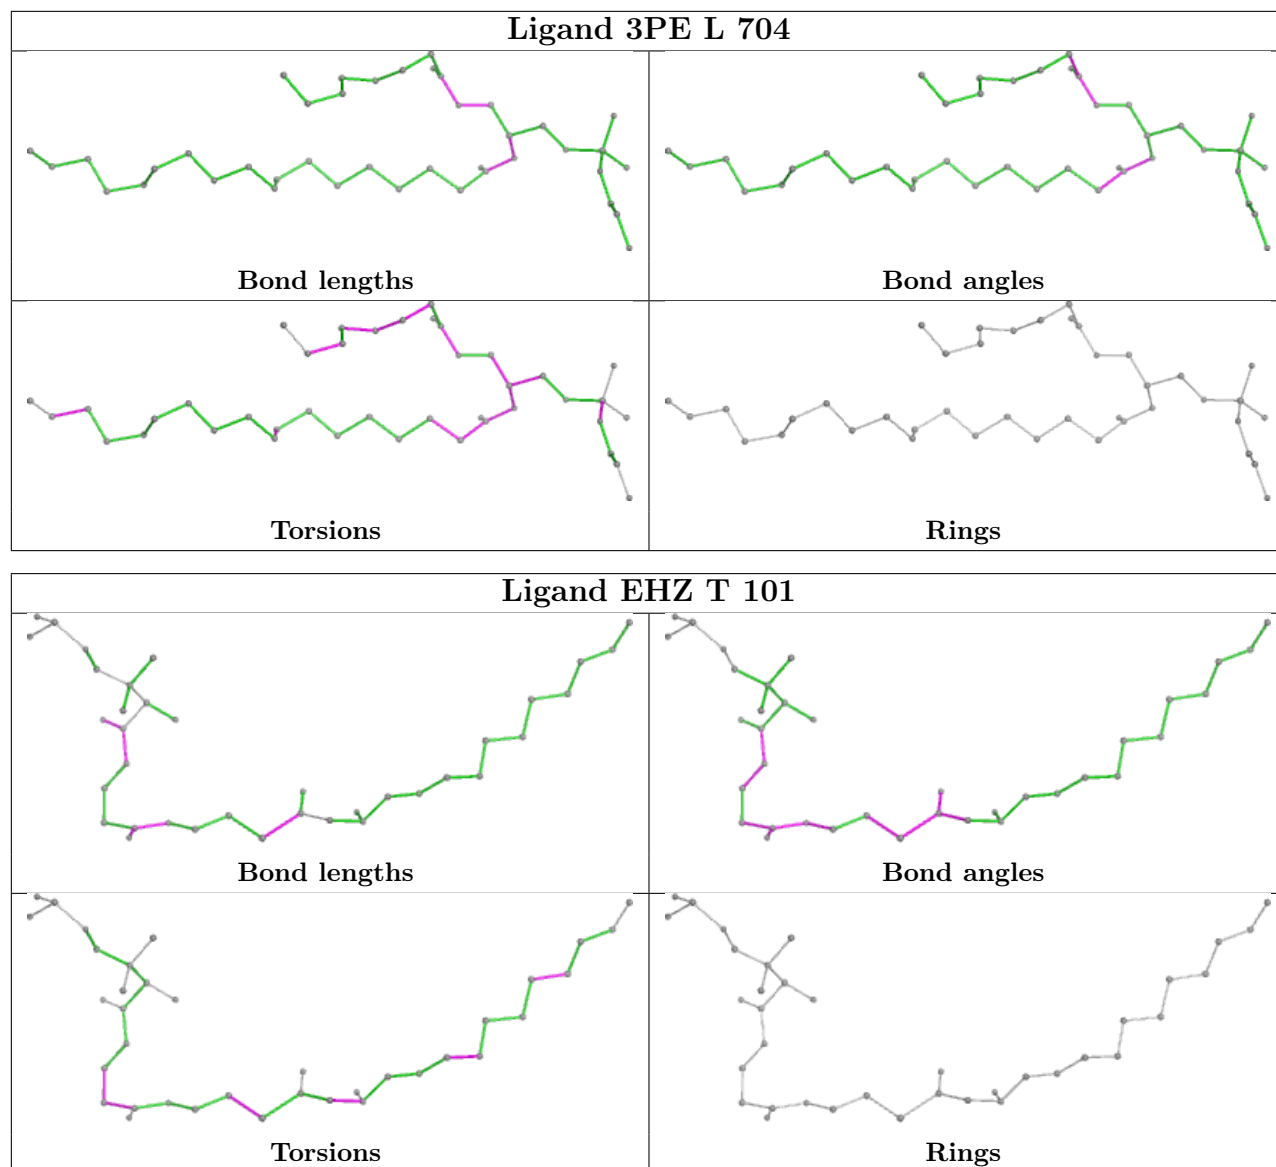 Ligand 3PE L 704
Bond lengths
Bond angles
Torsions
Rings
Ligand EHZ T 101
Bond lengths
Bond angles
Torsions
Rings